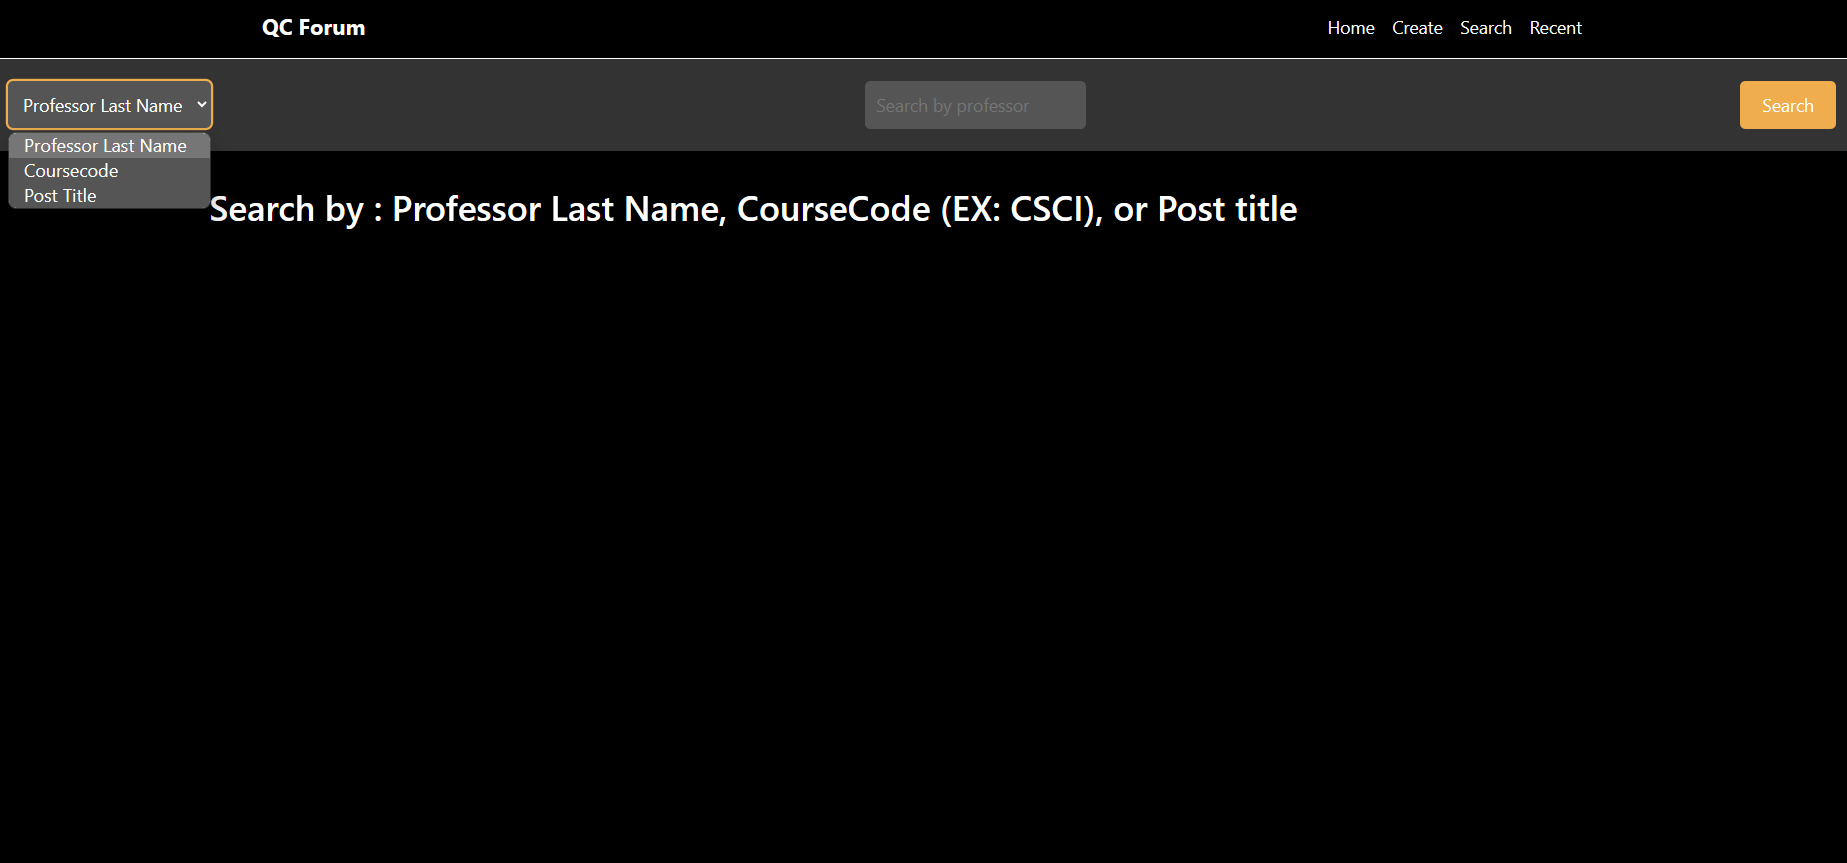 QC Forum
Home Create Search Recent
Professor Last Name
Search by professor
Search
Professor Last Name
Coursecode
Post Title
Search by : Professor Last Name, CourseCode (EX: CSCI), or Post title